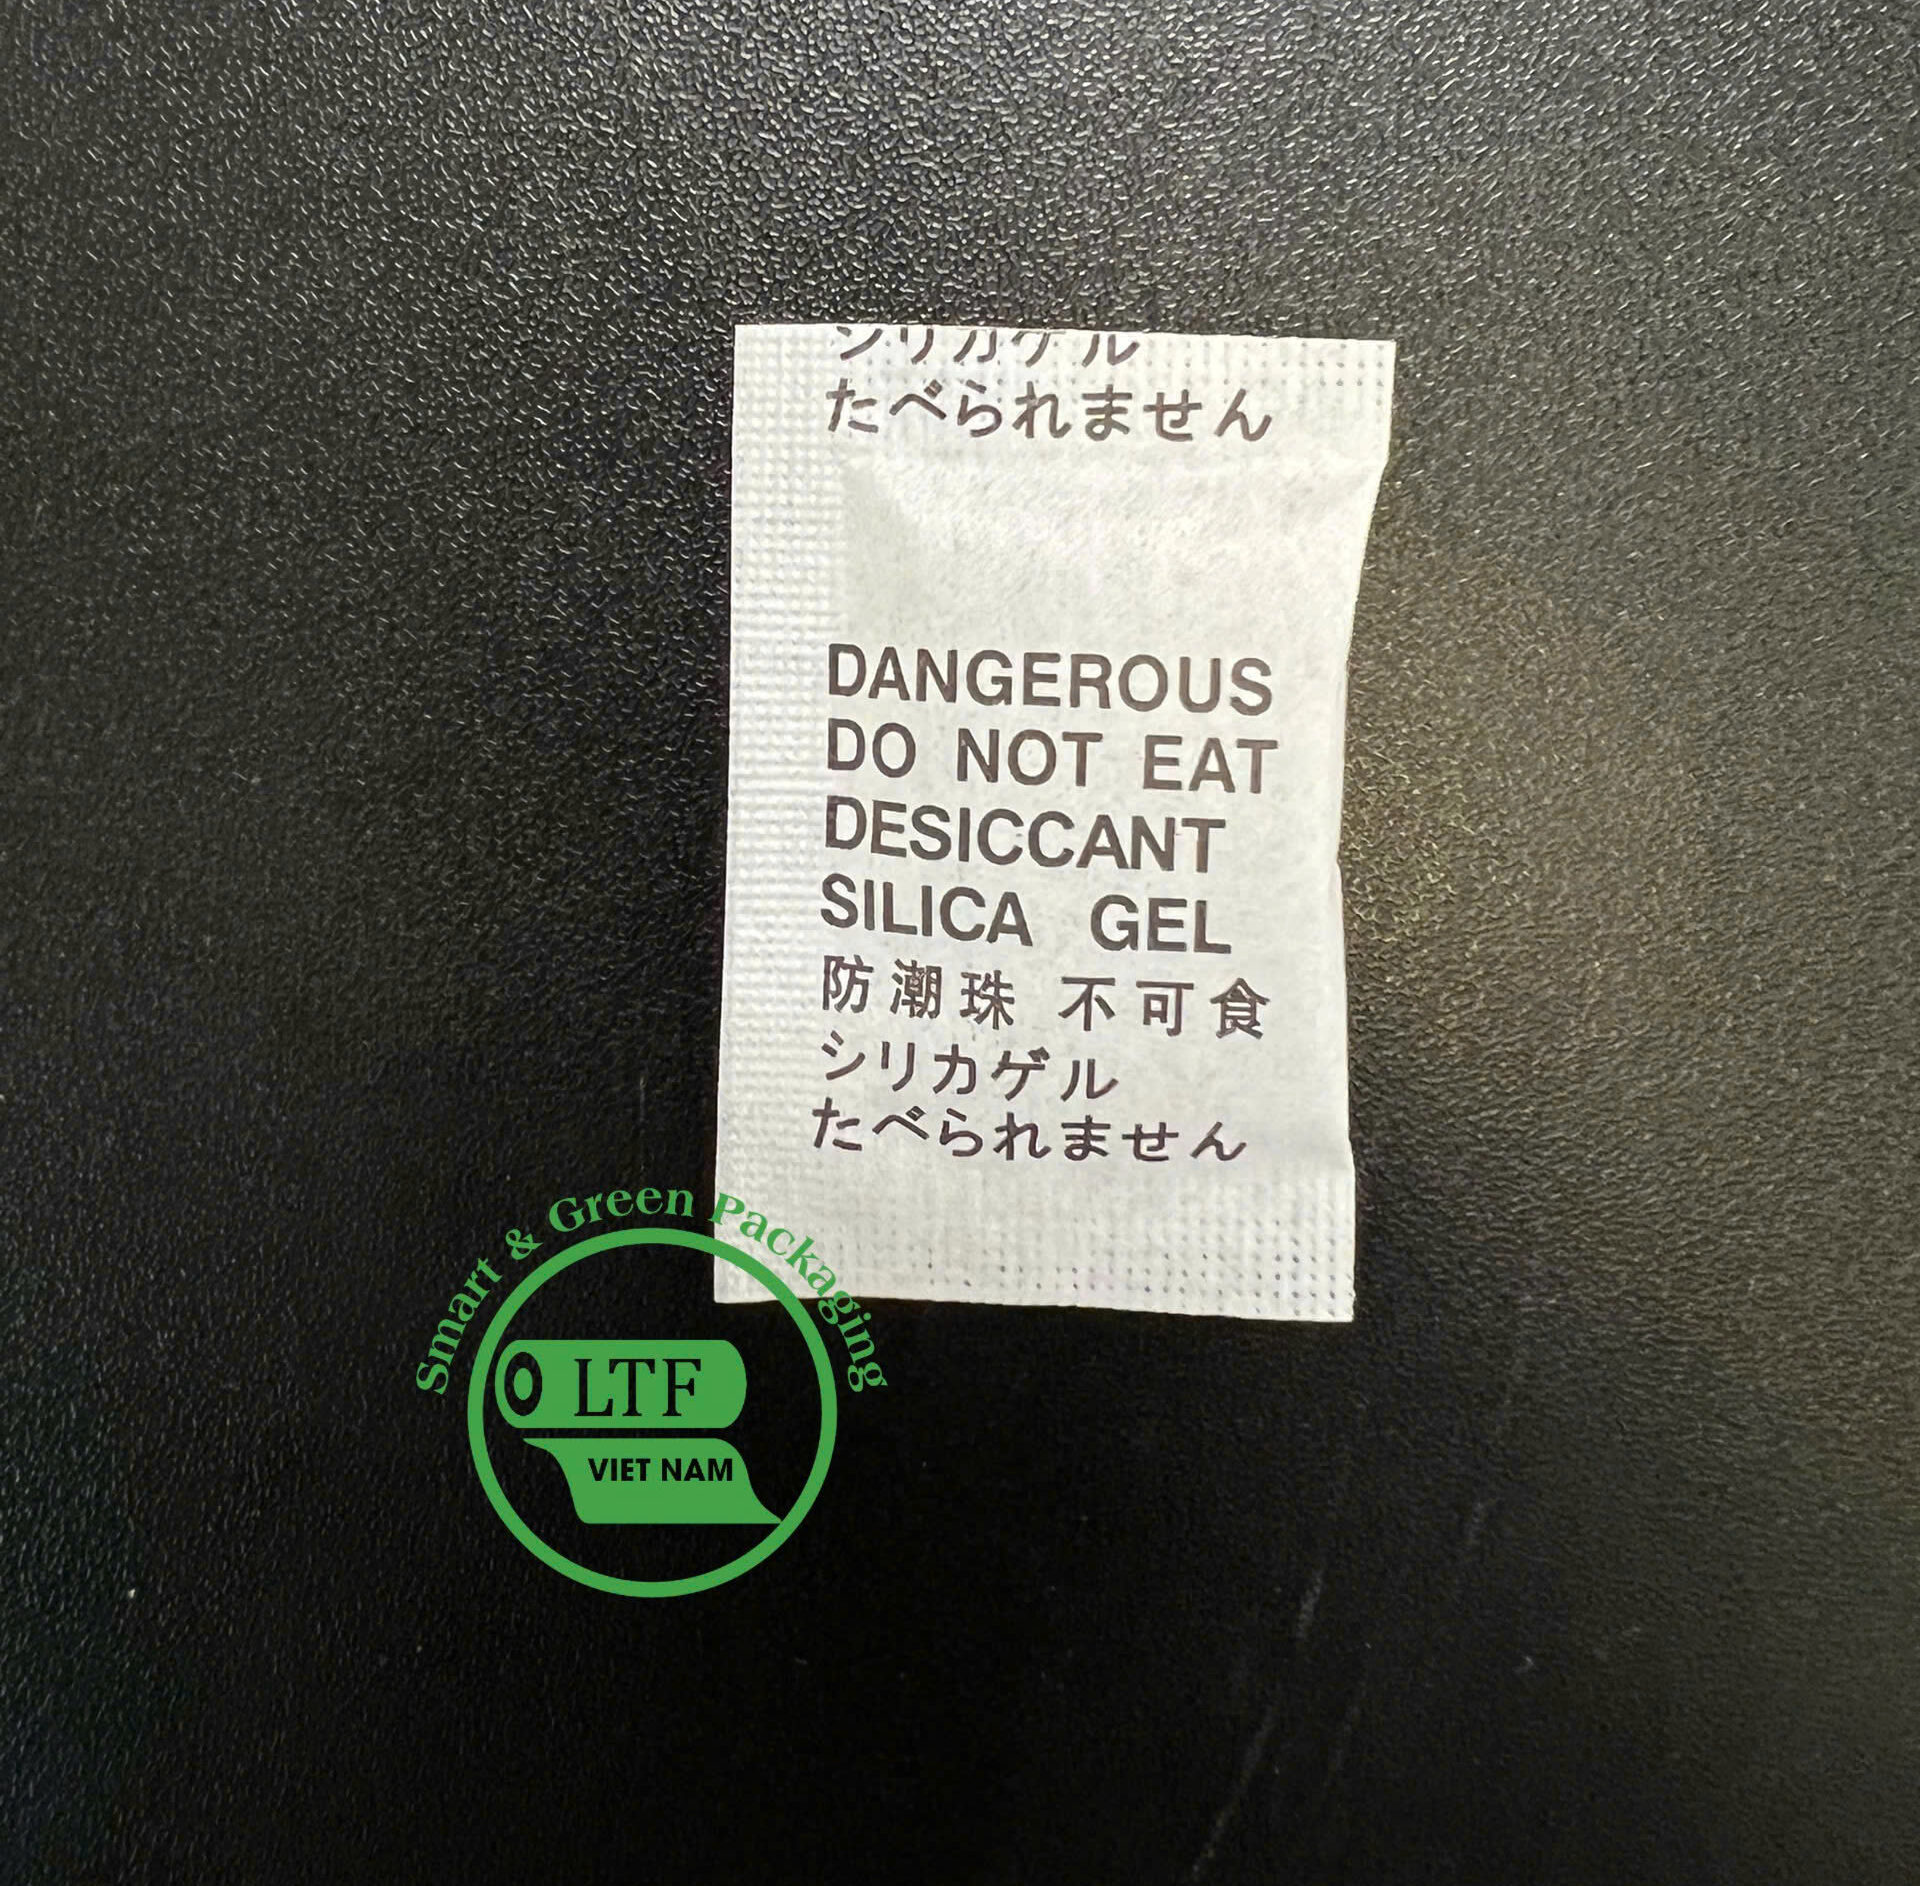 シリカゲル
たべられません
DANGEROUS
DO NOT EAT
DESICCANT
SILICA GEL
防潮珠 不可食
シリカゲル
たべられません
Smart & Green Packaging
LTF
VIET NAM